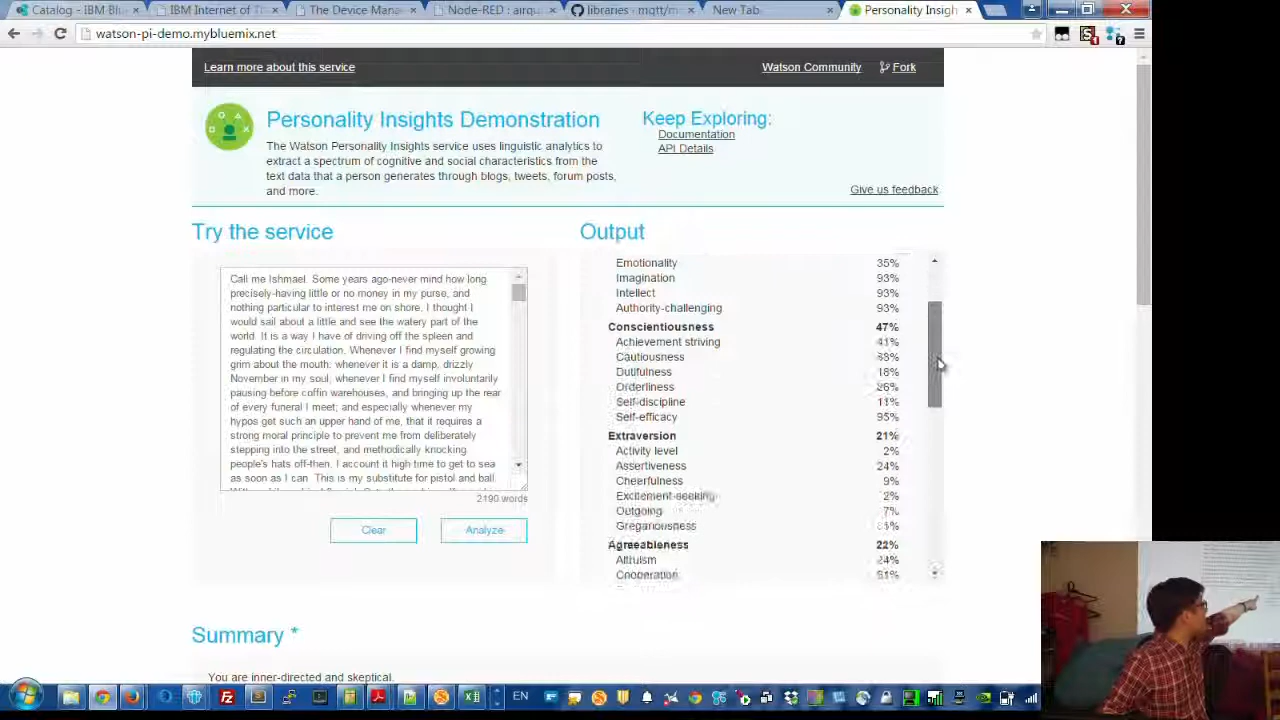 Catalog - IBM Blu
IBM Internet of T
The Device Mana
Node-RED : airqu
libraries - mqtt/m
New Tab
Personality Insigh
watson-pi-demo.mybluemix.net
Learn more about this service
Watson Community
Fork
Personality Insights Demonstration
The Watson Personality Insights service uses linguistic analytics to
extract a spectrum of cognitive and social characteristics from the
text data that a person generates through blogs, tweets, forum posts,
and more.
Keep Exploring:
Documentation
API Details
Give us feedback
Try the service
Call me Ishmael. Some years ago-never mind how long
precisely-having little or no money in my purse, and
nothing particular to interest me on shore, I thought I
would sail about a little and see the watery part of the
world. It is a way I have of driving off the spleen and
regulating the circulation. Whenever I find myself growing
grim about the mouth; whenever it is a damp, drizzly
November in my soul; whenever I find myself involuntarily
pausing before coffin warehouses, and bringing up the rear
of every funeral I meet; and especially whenever my
hypos get such an upper hand of me, that it requires a
strong moral principle to prevent me from deliberately
stepping into the street, and methodically knocking
people's hats off-then, I account it high time to get to sea
as soon as I can. This is my substitute for pistol and ball.
2190 words
Clear
Analyze
Output
Emotionality 35%
Imagination 93%
Intellect 93%
Authority-challenging 93%
Conscientiousness 47%
Achievement striving 41%
Cautiousness
Dutifulness 18%
Orderliness 26%
Self-discipline 11%
Self-efficacy 95%
Extraversion 21%
Activity level 2%
Assertiveness 24%
Cheerfulness 9%
Excitement-seeking 2%
Outgoing 7%
Gregariousness
Agreeableness 22%
Altruism 24%
Cooperation
Summary *
You are inner-directed and skeptical.
EN